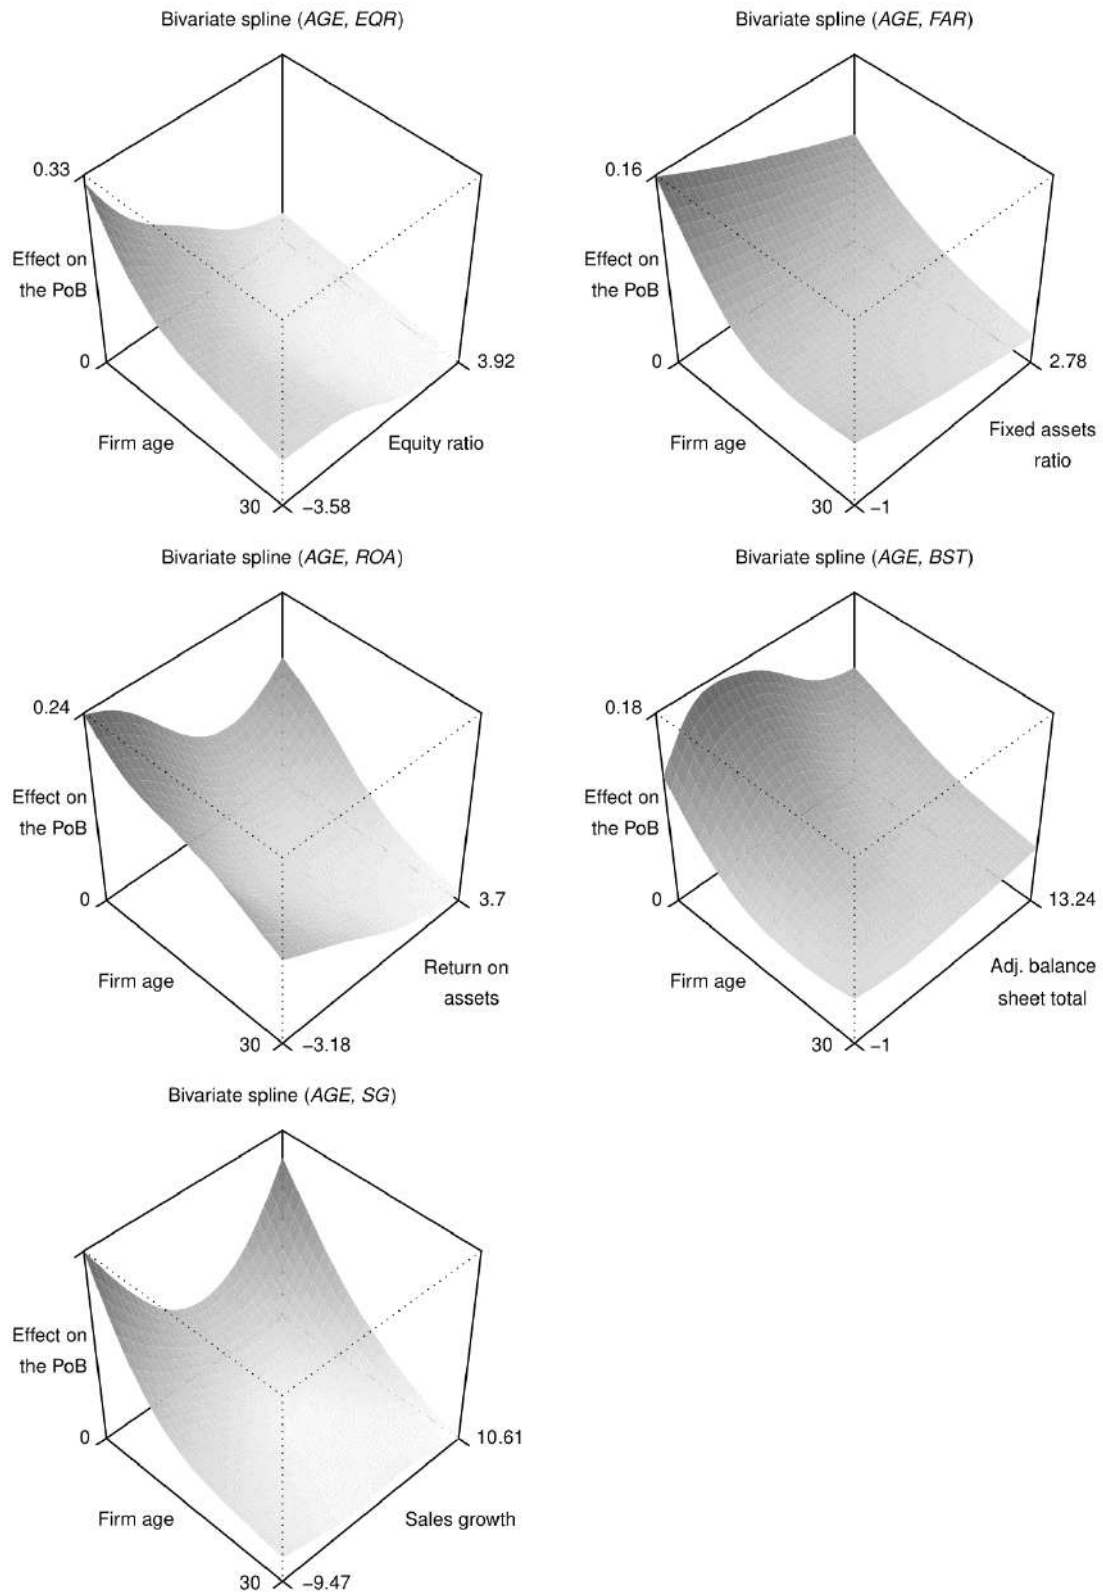 Bivariate spline (AGE, EQR)
0.33
Effect on
the PoB
0
3.92
Firm age
Equity ratio
30
−3.58
Bivariate spline (AGE, FAR)
0.16
Effect on
the PoB
0
2.78
Firm age
Fixed assets
ratio
30
−1
Bivariate spline (AGE, ROA)
0.24
Effect on
the PoB
0
3.7
Firm age
Return on
assets
30
−3.18
Bivariate spline (AGE, BST)
0.18
Effect on
the PoB
0
13.24
Firm age
Adj. balance
sheet total
30
−1
Bivariate spline (AGE, SG)
Effect on
the PoB
0
10.61
Firm age
Sales growth
30
−9.47